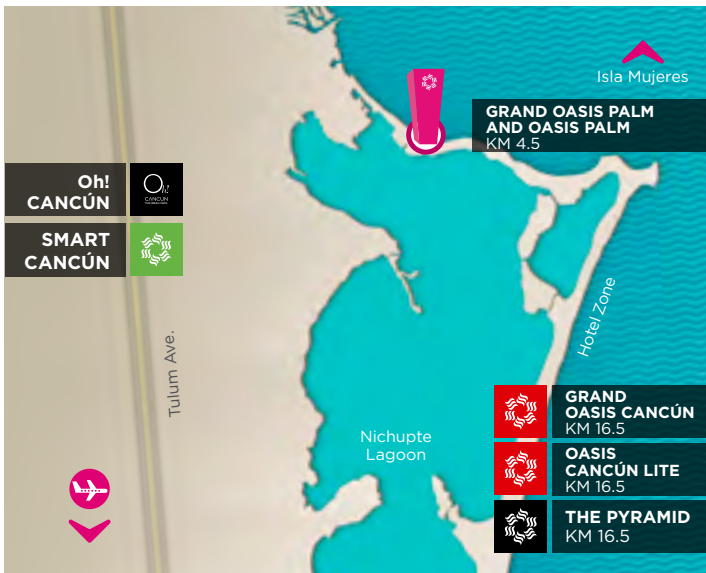 Isla Mujeres
GRAND OASIS PALM
AND OASIS PALM
KM 4.5
Oh!
CANCÚN
Oh!
CANCUN
SMART
CANCÚN
Tulum Ave.
Hotel Zone
Nichupte
Lagoon
GRAND
OASIS CANCÚN
KM 16.5
OASIS
CANCÚN LITE
KM 16.5
THE PYRAMID
KM 16.5